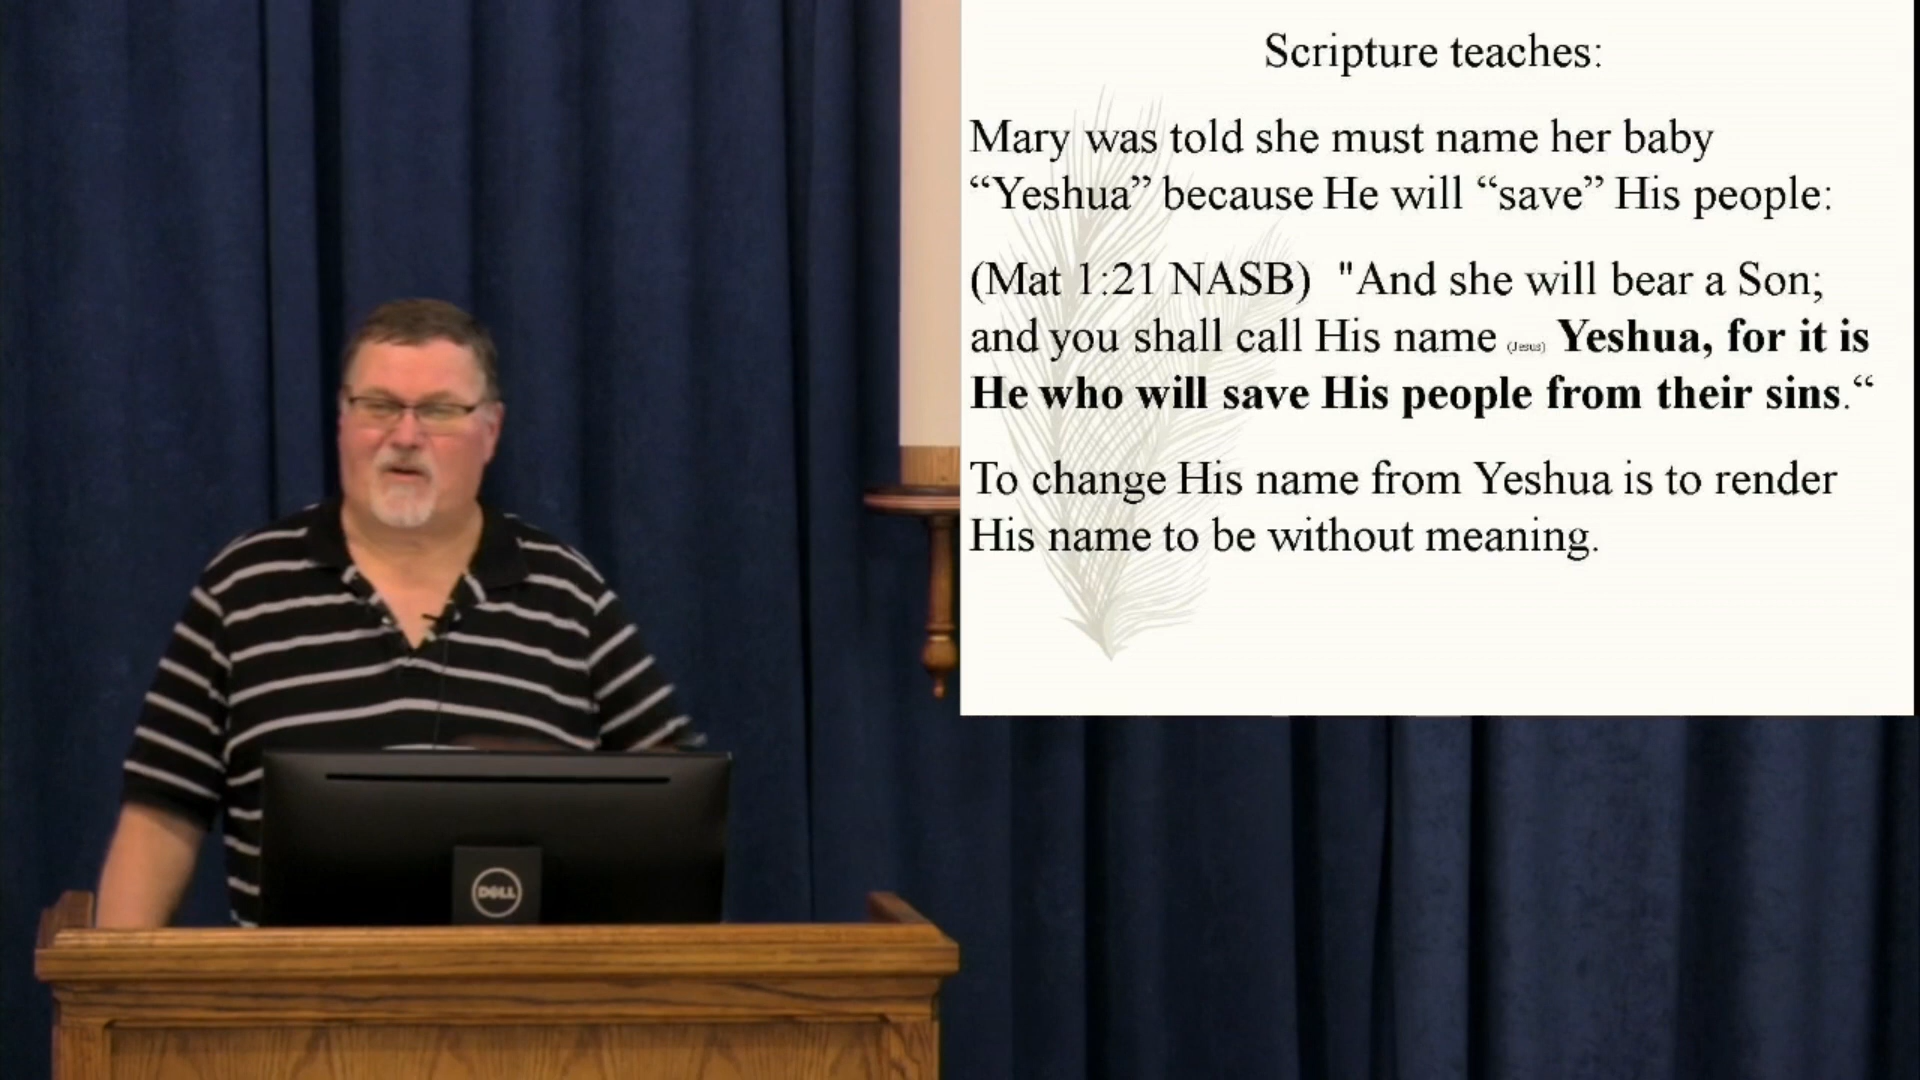 Scripture teaches:
Mary was told she must name her baby
“Yeshua” because He will “save” His people:
(Mat 1:21 NASB) "And she will bear a Son;
and you shall call His name (Jesus) Yeshua, for it is
He who will save His people from their sins.“
To change His name from Yeshua is to render
His name to be without meaning.
DELL